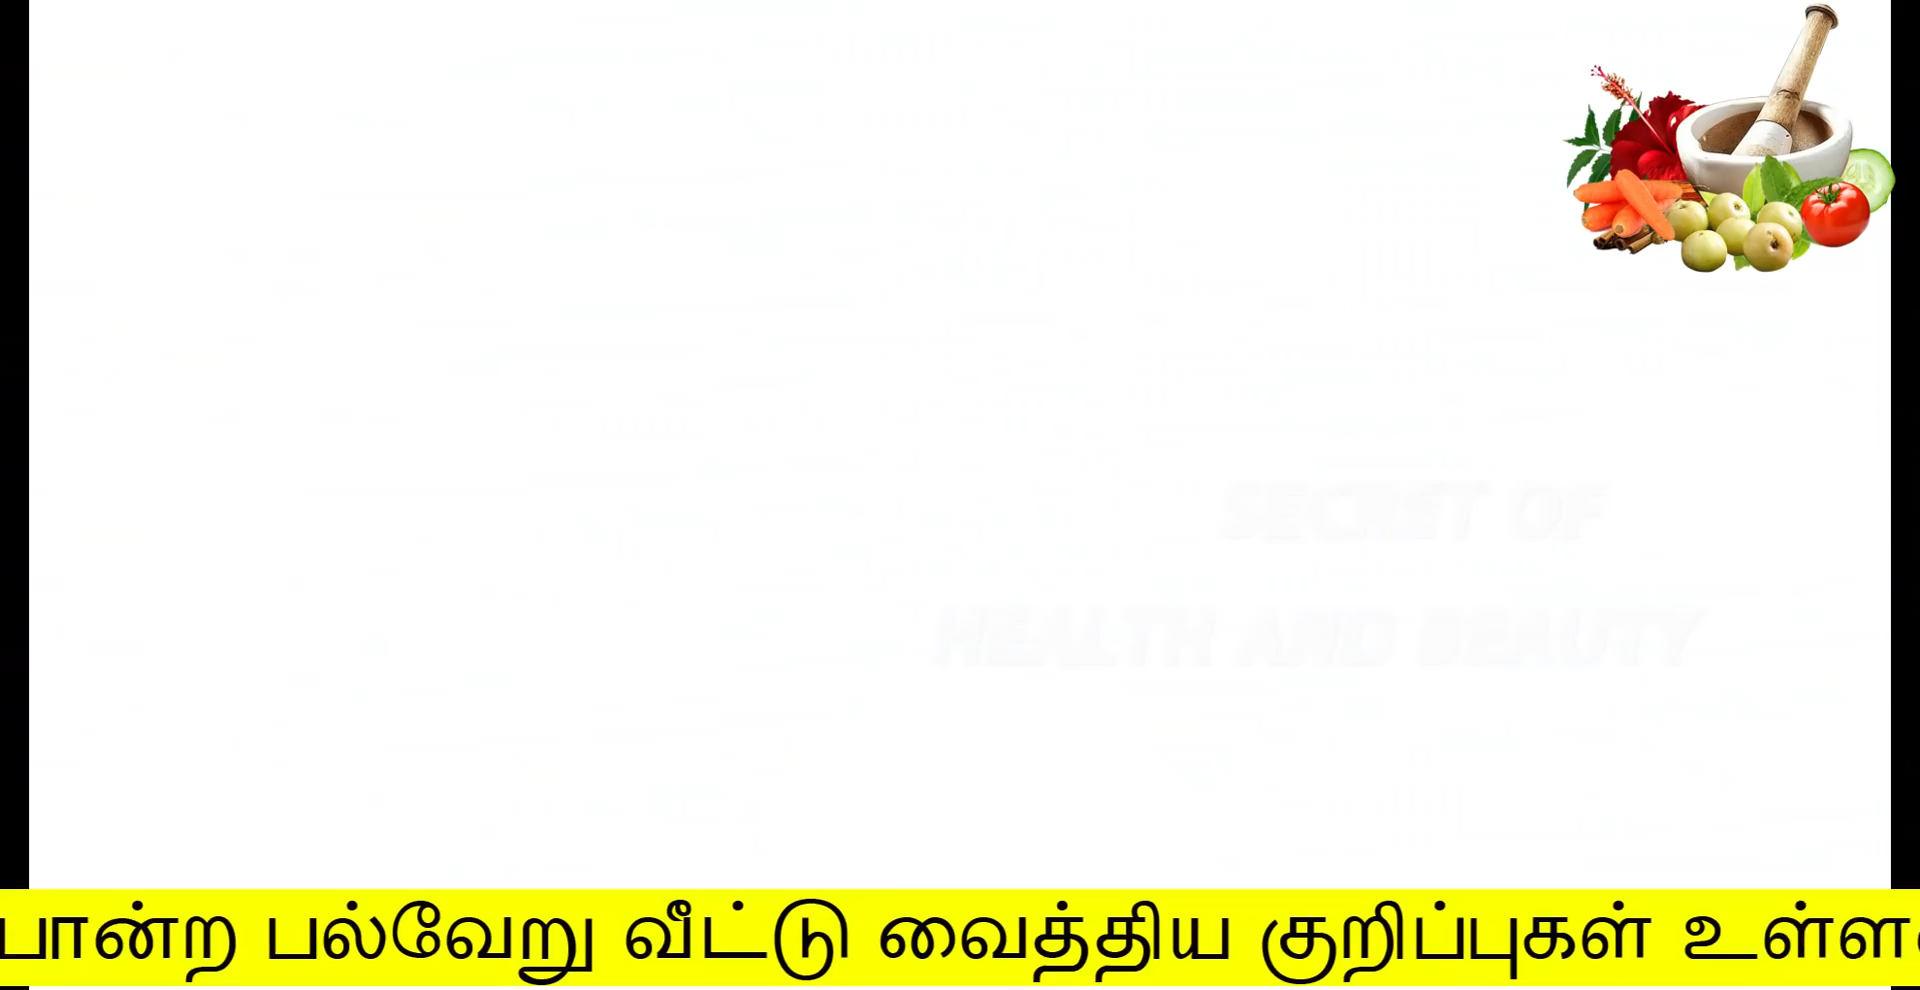 SECRET OF
HEALTH AND BEAUTY
பான்ற பல்வேறு வீட்டு வைத்திய குறிப்புகள் உள்ள